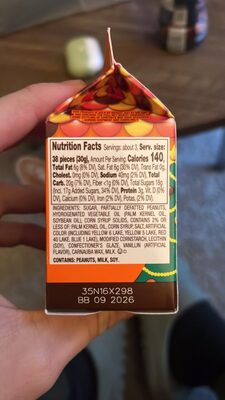 Nutrition Facts Servings: about 3, Serv. size:
38 pieces (30g), Amount Per Serving: Calories 140,
Total Fat 6g (8% DV), Sat. Fat 6g (30% DV), Trans Fat 0g,
Cholest. 0mg (0% DV), Sodium 40mg (2% DV), Total
Carb. 20g (7% DV), Fiber <1g (0% DV), Total Sugars 18g
(Incl. 17g Added Sugars, 34% DV), Protein 3g, Vit. D (0%
DV), Calcium (0% DV), Iron (2% DV), Potas. (2% DV).
INGREDIENTS: SUGAR, PARTIALLY DEFATTED PEANUTS,
HYDROGENATED VEGETABLE OIL (PALM KERNEL OIL,
SOYBEAN OIL), CORN SYRUP SOLIDS, CONTAINS 2% OR
LESS OF: PALM KERNEL OIL, CORN SYRUP, SALT, ARTIFICIAL
COLOR (INCLUDING YELLOW 6 LAKE, YELLOW 5 LAKE, RED
40 LAKE, BLUE 1 LAKE), MODIFIED CORNSTARCH, LECITHIN
(SOY), CONFECTIONER'S GLAZE, VANILLIN (ARTIFICIAL
FLAVOR), CARNAUBA WAX, MILK.
CONTAINS: PEANUTS, MILK, SOY.
35N16X298
BB 09 2026